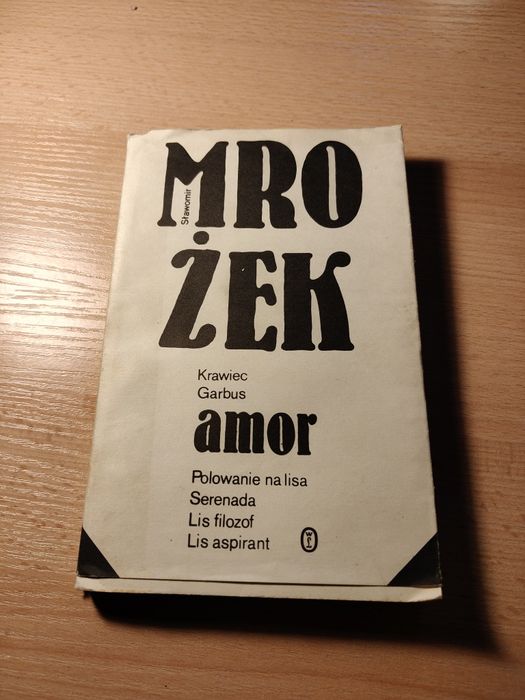 MRO
Sławomir
ŻEK
Krawiec
Garbus
amor
Polowanie na lisa
Serenada
Lis filozof
Lis aspirant